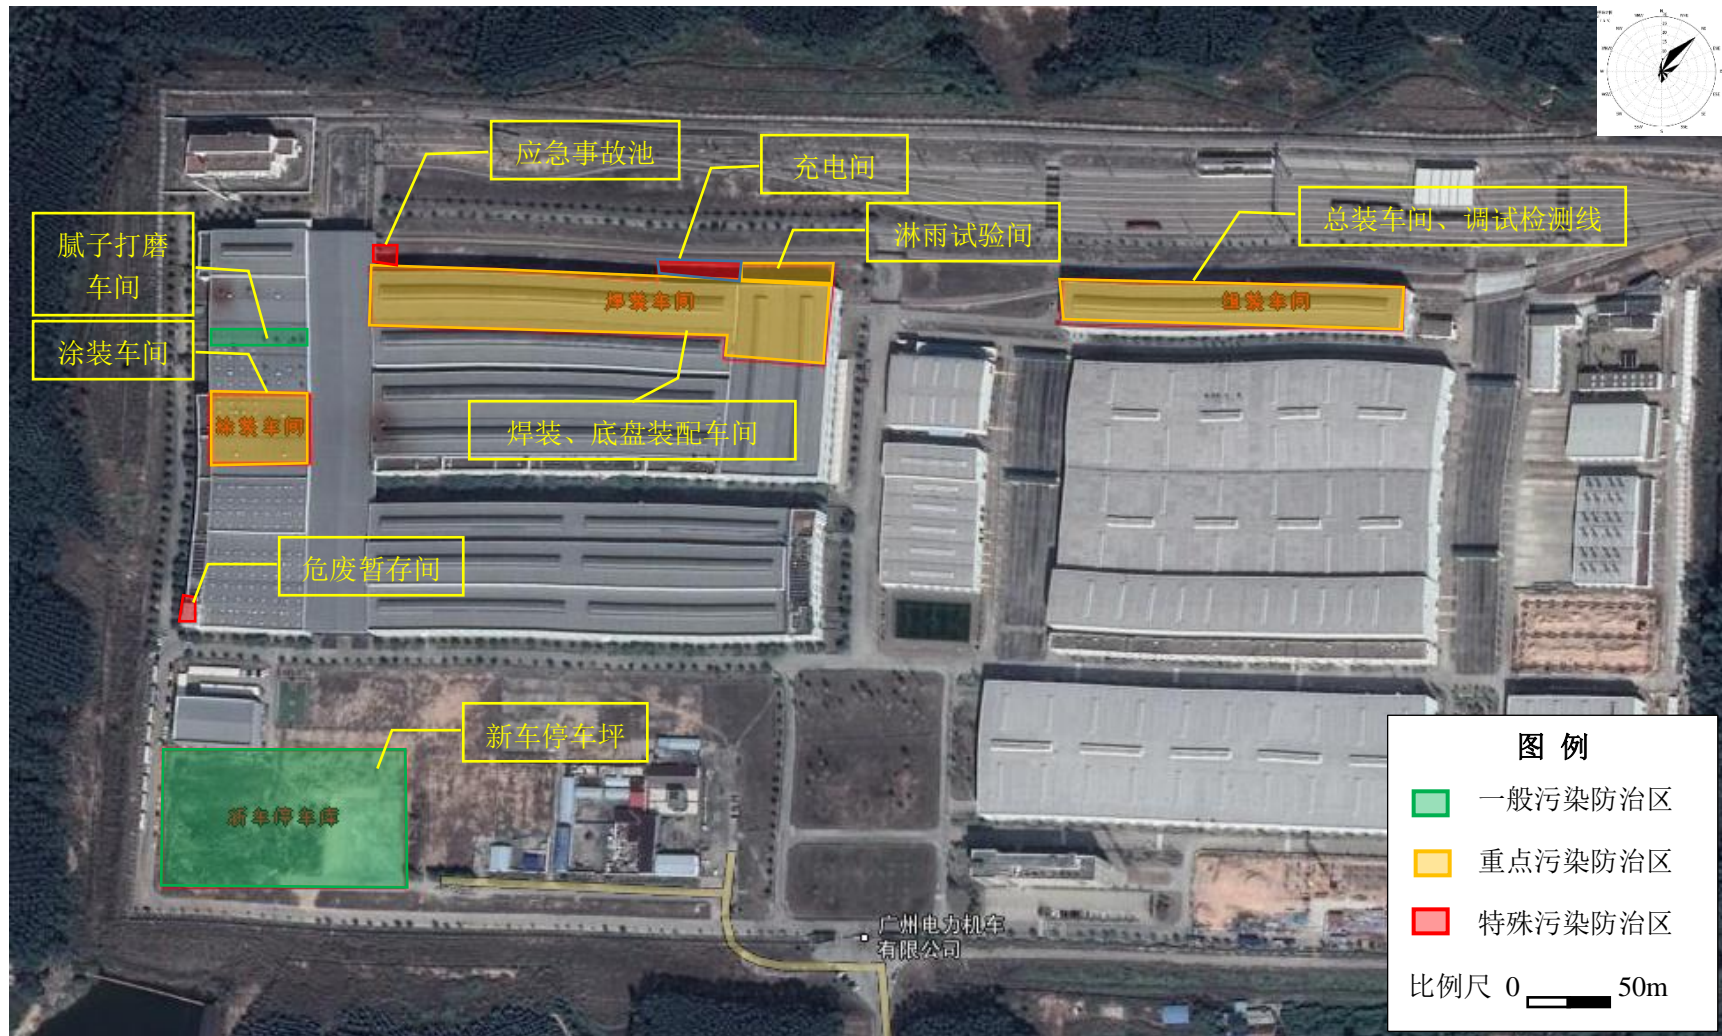 应急事故池
充电间
淋雨试验间
总装车间、调试检测线
腻子打磨
车间
涂装车间
焊装车间
组装车间
涂装车间
焊装、底盘装配车间
危废暂存间
新车停车坪
新车停车库
广州电力机车
有限公司
图 例
一般污染防治区
重点污染防治区
特殊污染防治区
比例尺 0 50m